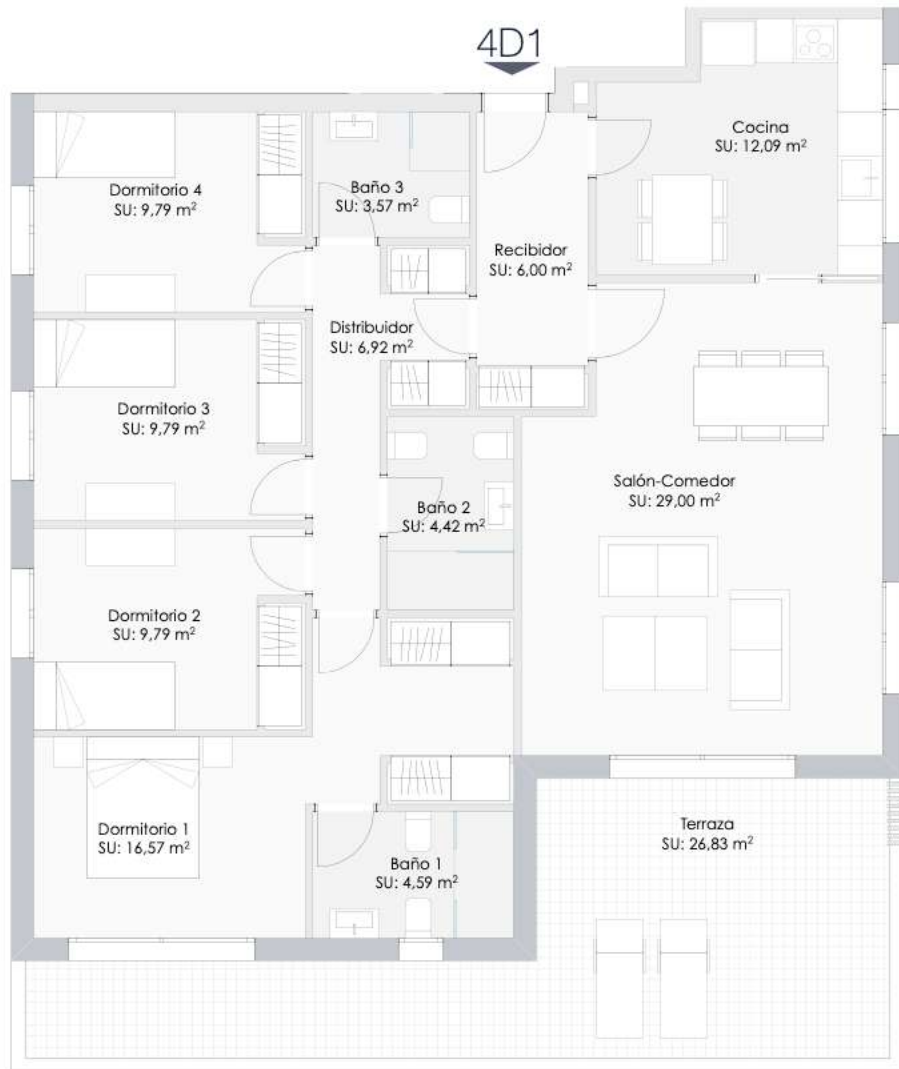 4D1
Cocina
SU: 12,09 m²
Dormitorio 4
SU: 9,79 m²
Baño 3
SU: 3,57 m²
Recibidor
SU: 6,00 m²
Distribuidor
SU: 6,92 m²
Dormitorio 3
SU: 9,79 m²
Salón-Comedor
SU: 29,00 m²
Baño 2
SU: 4,42 m²
Dormitorio 2
SU: 9,79 m²
Dormitorio 1
SU: 16,57 m²
Terraza
SU: 26,83 m²
Baño 1
SU: 4,59 m²